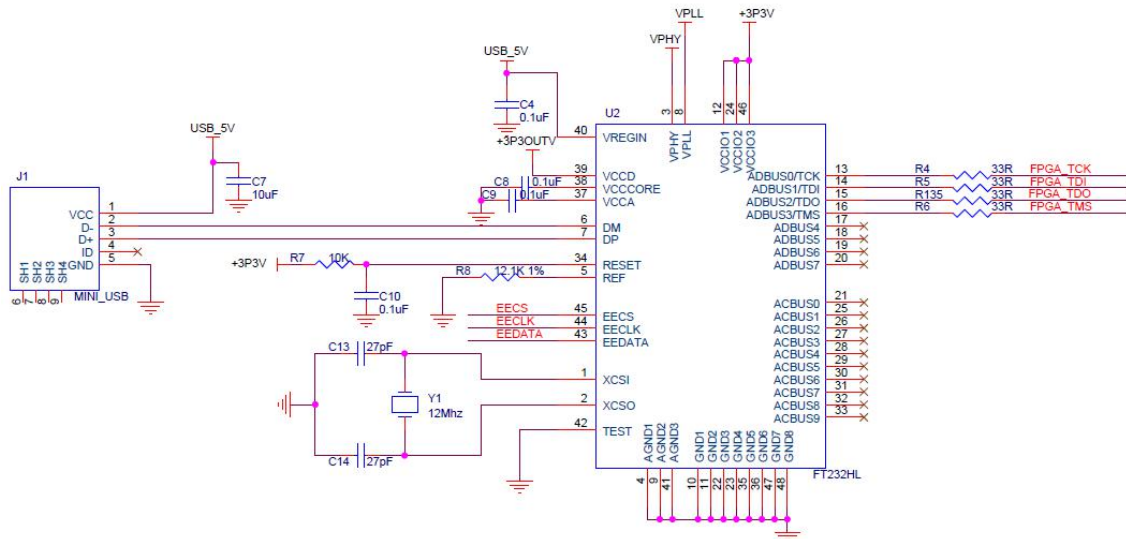 VPLL
+3P3V
VPHY
USB_5V
C4
0.1uF
U2
12
24
46
3
8
40
VREGIN
VPHY
VPLL
VCCIO1
VCCIO2
VCCIO3
USB_5V
+3P3OUTV
39
VCCD
38
VCCCORE
37
VCCA
C8
0.1uF
C9
0.1uF
J1
C7
10uF
VCC
1
D-
2
D+
3
ID
4
GND
5
SH1
SH2
SH3
SH4
6
7
8
9
MINI_USB
6
DM
7
DP
ADBUS0/TCK
13
R4
33R
FPGA_TCK
ADBUS1/TDI
14
R5
33R
FPGA_TDI
ADBUS2/TDO
15
R135
33R
FPGA_TDO
ADBUS3/TMS
16
R6
33R
FPGA_TMS
ADBUS4
17
ADBUS5
18
ADBUS6
19
ADBUS7
20
+3P3V
R7
10K
34
RESET
R8
12.1K 1%
5
REF
C10
0.1uF
EECS
45
EECS
EECLK
44
EECLK
EEDATA
43
EEDATA
ACBUS0
21
ACBUS1
25
ACBUS2
26
ACBUS3
27
ACBUS4
28
ACBUS5
29
ACBUS6
30
ACBUS7
31
ACBUS8
32
ACBUS9
33
C13
27pF
1
XCSI
Y1
12Mhz
2
XCSO
42
TEST
C14
27pF
AGND1
AGND2
AGND3
GND1
GND2
GND3
GND4
GND5
GND6
GND7
GND8
FT232HL
4
9
41
10
11
22
23
35
36
47
48